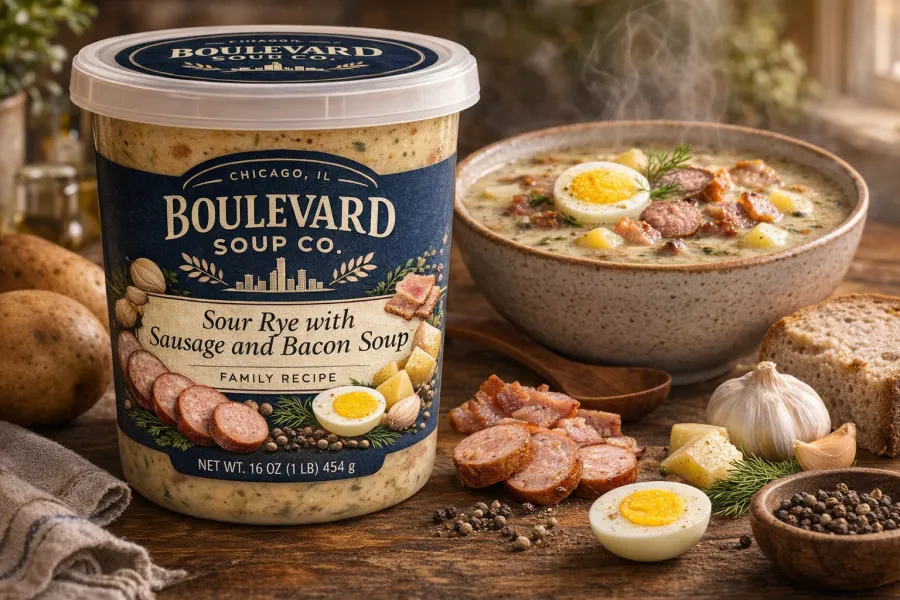 BOULEVARD
SOUP CO.
CHICAGO, IL
BOULEVARD
SOUP CO.
Sour Rye with
Sausage and Bacon Soup
FAMILY RECIPE
NET WT. 16 OZ (1 LB) 454 g